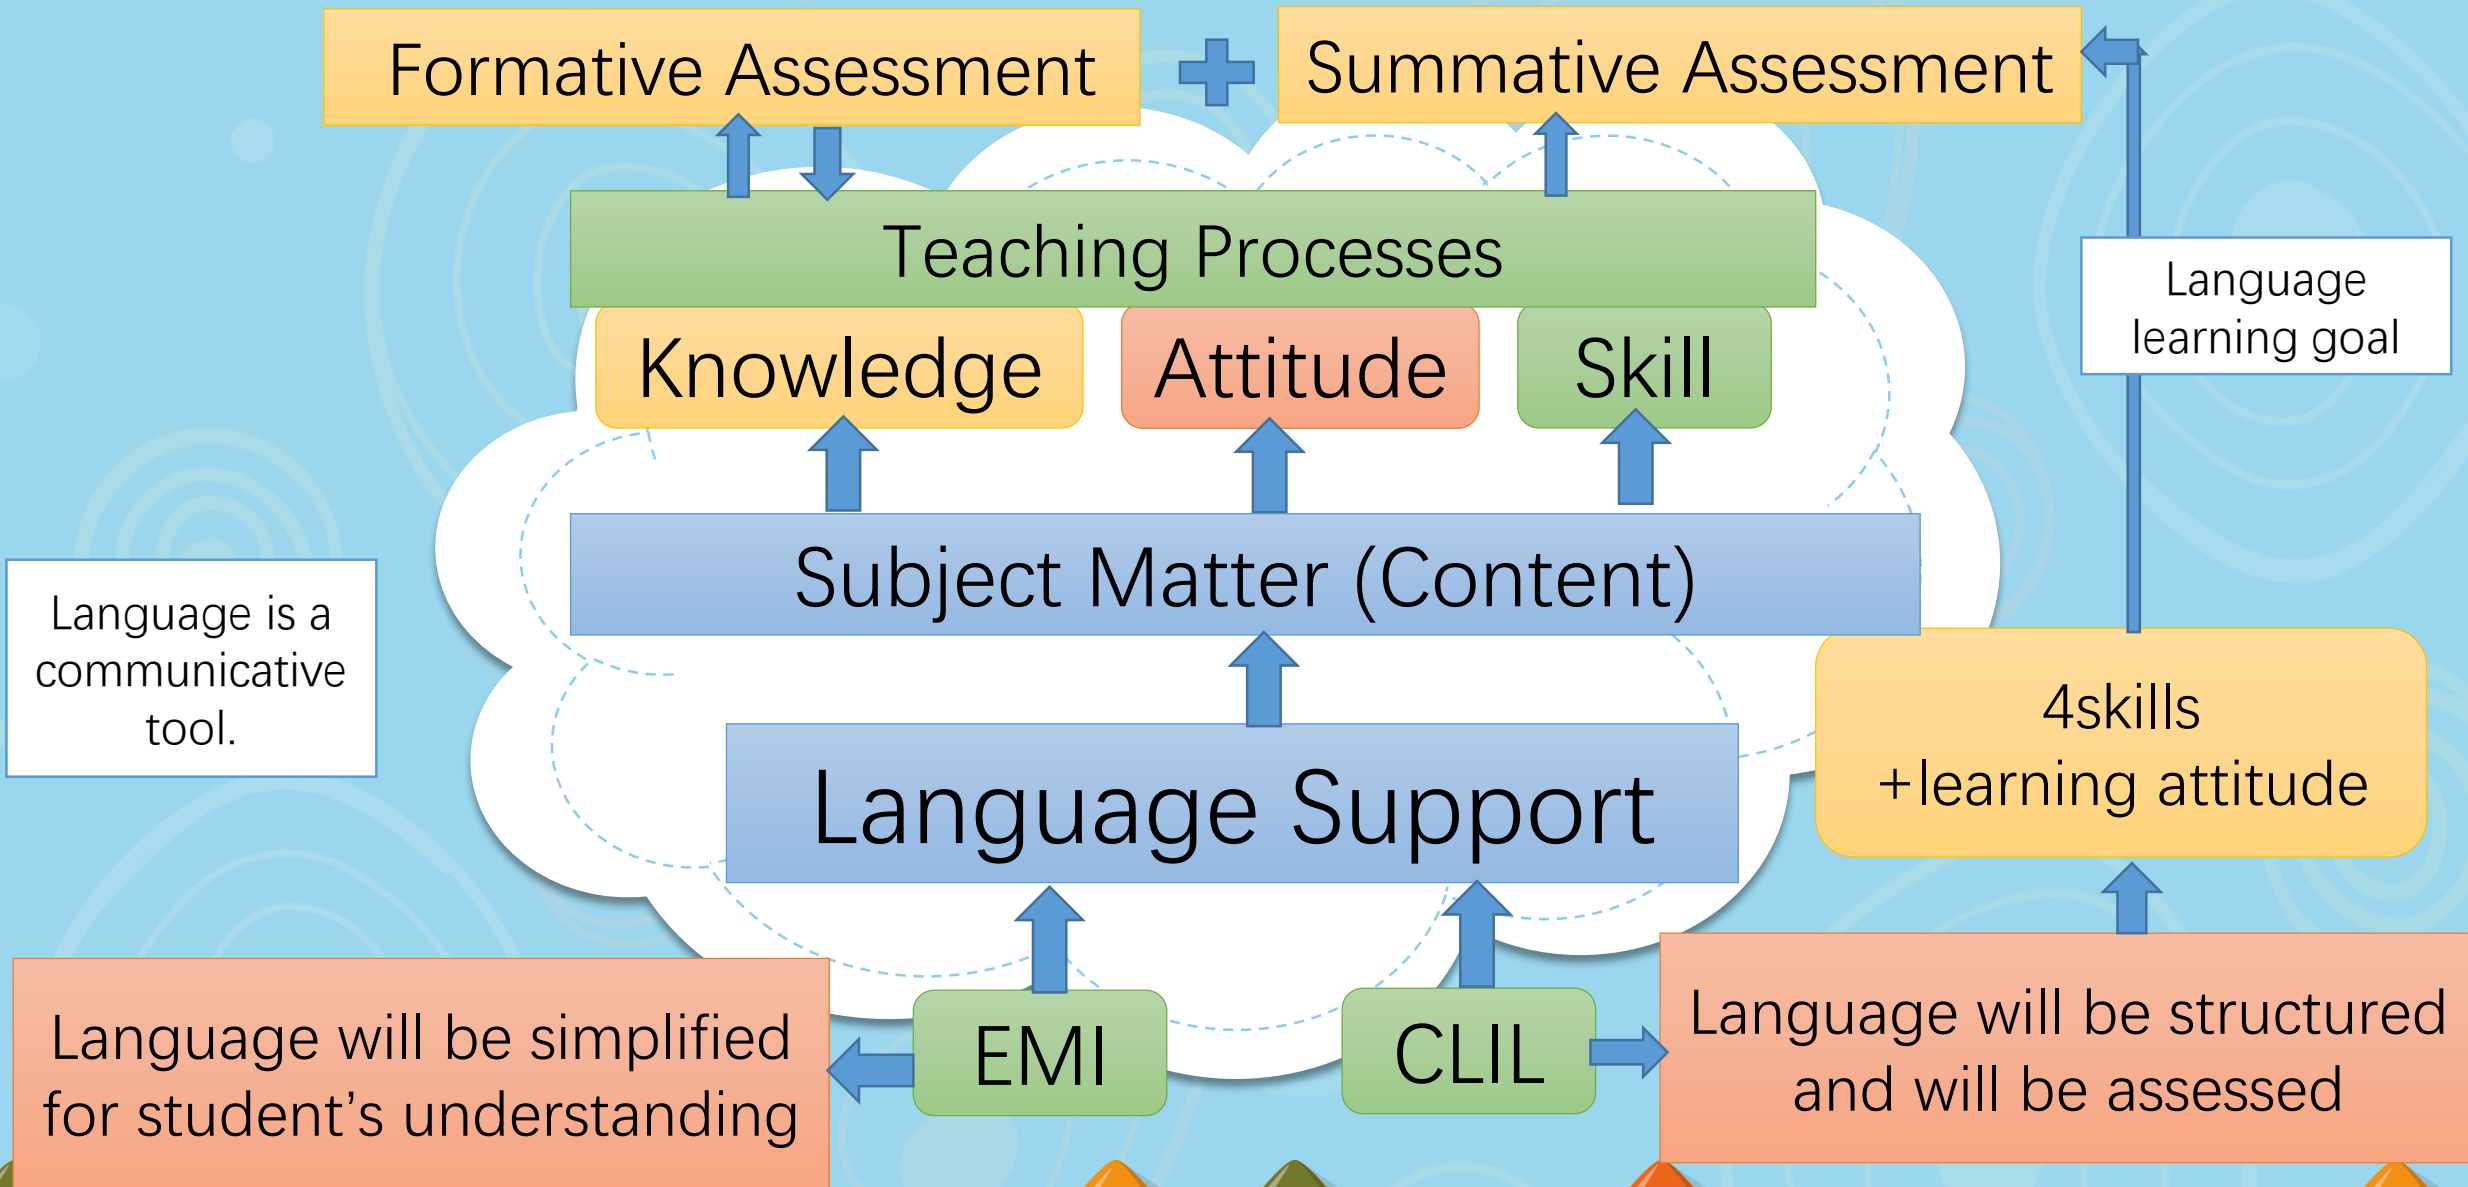 Formative Assessment
Summative Assessment
Teaching Processes
Knowledge
Attitude
Skill
Language
learning goal
Subject Matter (Content)
Language is a
communicative
tool.
4skills
+learning attitude
Language Support
Language will be simplified
for student’s understanding
EMI
CLIL
Language will be structured
and will be assessed